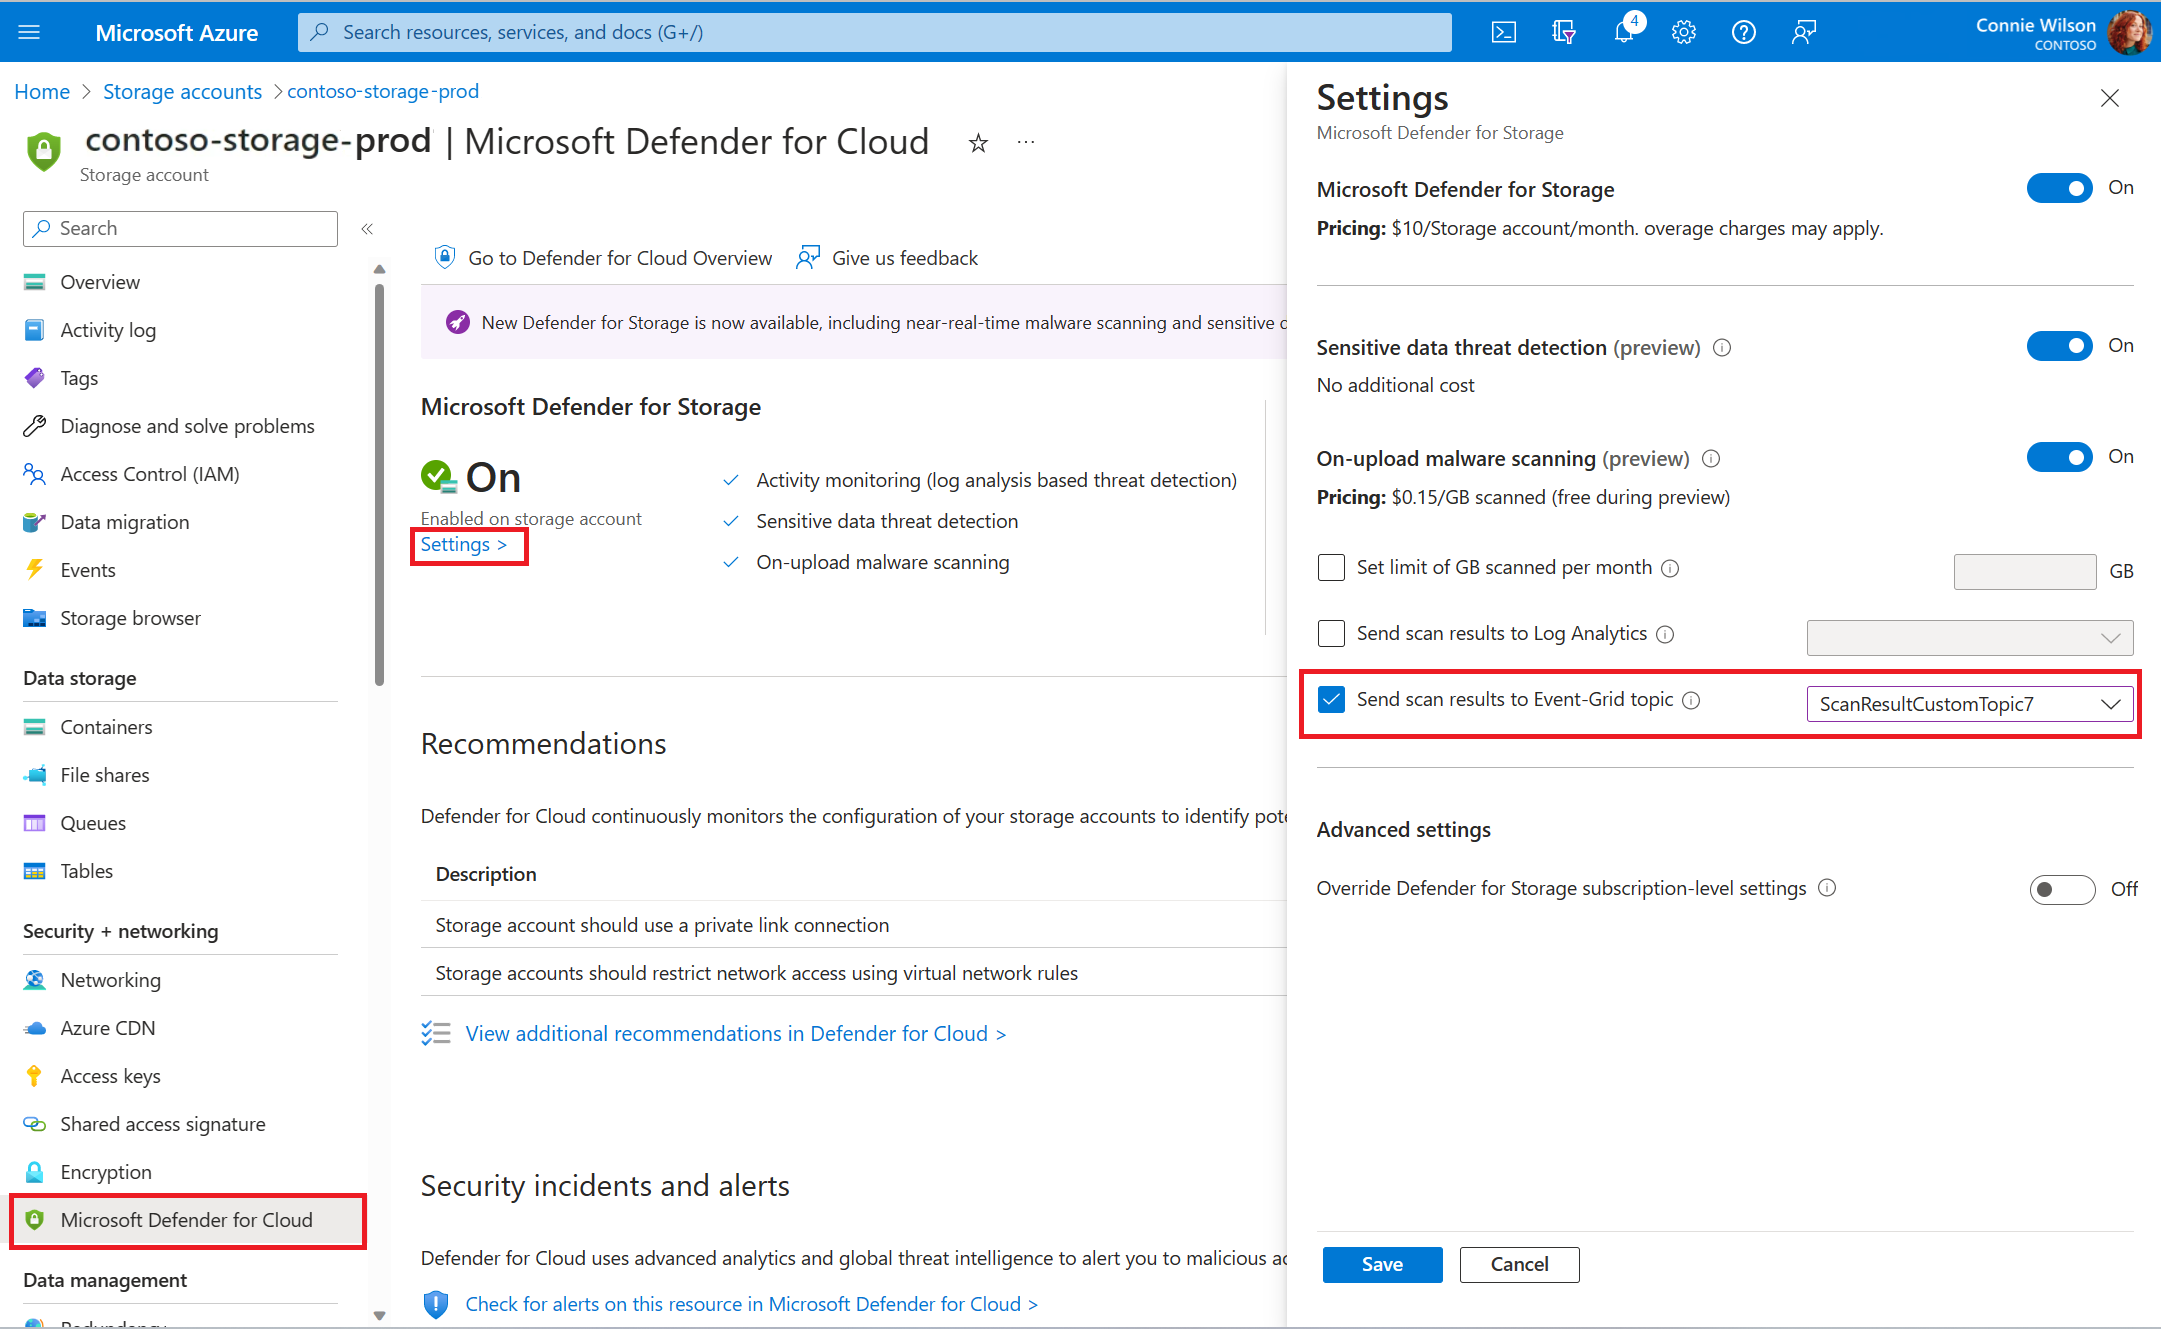 Microsoft Azure
Search resources, services, and docs (G+/)
4
Connie Wilson
CONTOSO
Home > Storage accounts > contoso-storage-prod
contoso-storage-prod | Microsoft Defender for Cloud
Storage account
Search
Overview
Activity log
Tags
Diagnose and solve problems
Access Control (IAM)
Data migration
Events
Storage browser
Data storage
Containers
File shares
Queues
Tables
Security + networking
Networking
Azure CDN
Access keys
Shared access signature
Encryption
Microsoft Defender for Cloud
Data management
Go to Defender for Cloud Overview
Give us feedback
New Defender for Storage is now available, including near-real-time malware scanning and sensitive
Microsoft Defender for Storage
On
Enabled on storage account
Settings >
Activity monitoring (log analysis based threat detection)
Sensitive data threat detection
On-upload malware scanning
Recommendations
Defender for Cloud continuously monitors the configuration of your storage accounts to identify
Description
Storage account should use a private link connection
Storage accounts should restrict network access using virtual network rules
View additional recommendations in Defender for Cloud >
Security incidents and alerts
Defender for Cloud uses advanced analytics and global threat intelligence to alert you to malicious
Check for alerts on this resource in Microsoft Defender for Cloud >
Settings
Microsoft Defender for Storage
Microsoft Defender for Storage
On
Pricing: $10/Storage account/month. overage charges may apply.
Sensitive data threat detection (preview)
On
No additional cost
On-upload malware scanning (preview)
On
Pricing: $0.15/GB scanned (free during preview)
Set limit of GB scanned per month
GB
Send scan results to Log Analytics
Send scan results to Event-Grid topic
ScanResultCustomTopic7
Advanced settings
Override Defender for Storage subscription-level settings
Off
Save
Cancel